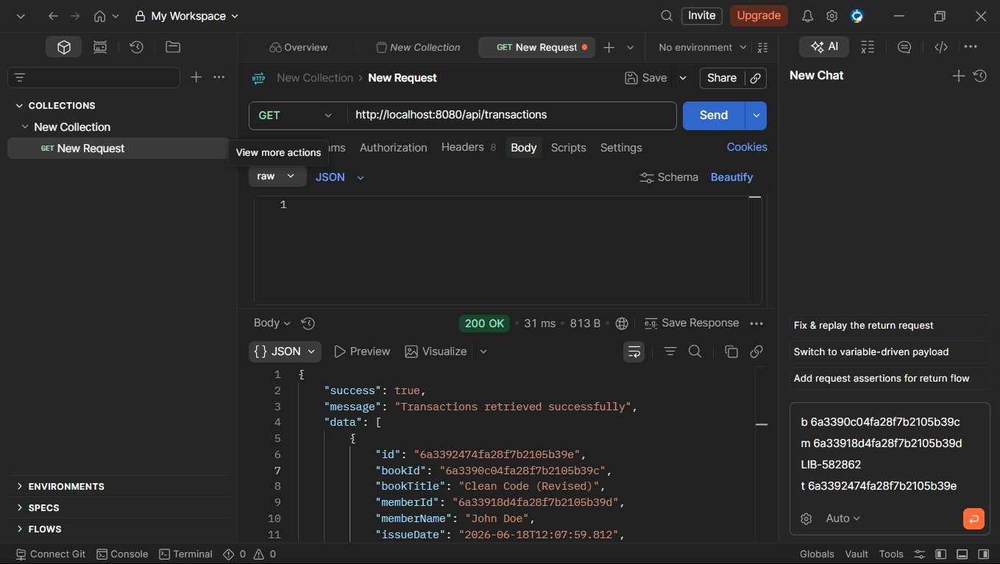 My Workspace
Invite
Upgrade
Overview
New Collection
GET New Request
No environment
AI
New Collection > New Request
Save
Share
New Chat
COLLECTIONS
New Collection
GET New Request
HTTP
GET
http://localhost:8080/api/transactions
Send
View more actions
ms
Authorization
Headers 8
Body
Scripts
Settings
Cookies
raw
JSON
Schema
Beautify
1
Body
200 OK • 31 ms • 813 B
e.g. Save Response
{} JSON
Preview
Visualize
1 {
2 "success": true,
3 "message": "Transactions retrieved successfully",
4 "data": [
5 {
6 "id": "6a3392474fa28f7b2105b39e",
7 "bookId": "6a3390c04fa28f7b2105b39c",
8 "bookTitle": "Clean Code (Revised)",
9 "memberId": "6a33918d4fa28f7b2105b39d",
10 "memberName": "John Doe",
11 "issueDate": "2026-06-18T12:07:59.812",
Fix & replay the return request
Switch to variable-driven payload
Add request assertions for return flow
b 6a3390c04fa28f7b2105b39c
m 6a33918d4fa28f7b2105b39d
LIB-582862
t 6a3392474fa28f7b2105b39e
Auto
ENVIRONMENTS
SPECS
FLOWS
Connect Git
Console
Terminal
0
0
Globals
Vault
Tools